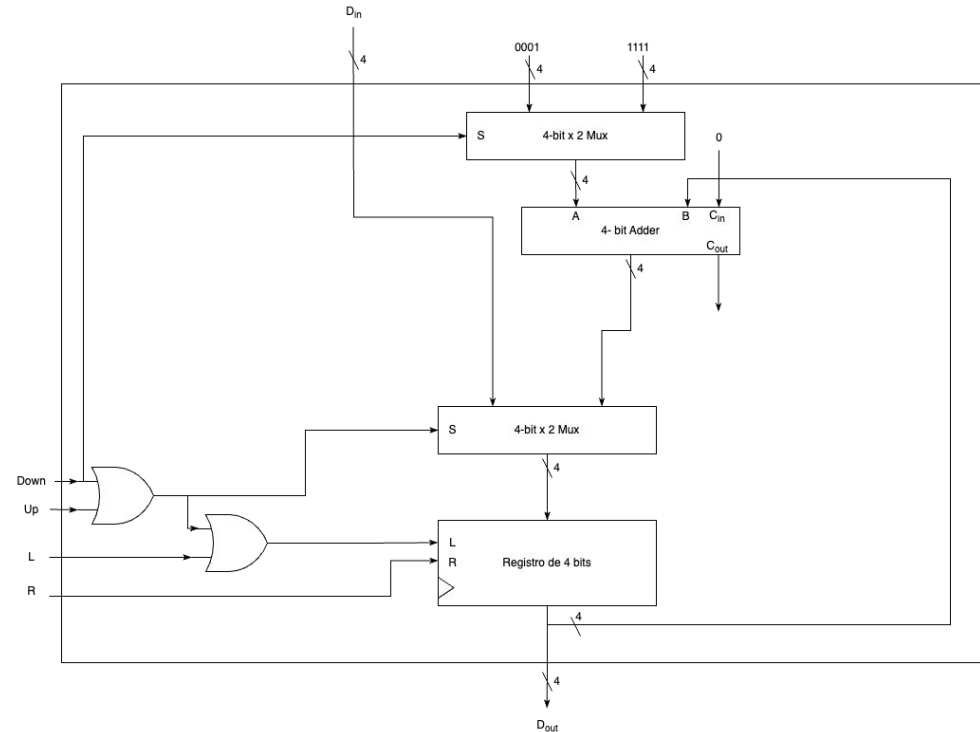 Din
4
0001
1111
4
4
S
4-bit x 2 Mux
0
4
A
B
Cin
4- bit Adder
Cout
4
S
4-bit x 2 Mux
4
Down
Up
L
R
L
R
Registro de 4 bits
4
4
Dout